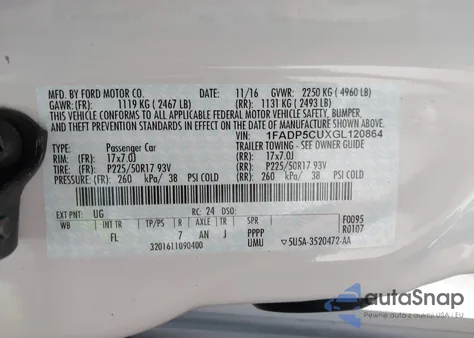 MFD. BY FORD MOTOR CO.
DATE: 11/16 GVWR: 2250 KG ( 4960 LB)
GAWR: (FR): 1119 KG ( 2467 LB) (RR): 1131 KG ( 2493 LB)
THIS VEHICLE CONFORMS TO ALL APPLICABLE FEDERAL MOTOR VEHICLE SAFETY, BUMPER,
AND THEFT PREVENTION STANDARDS IN EFFECT ON THE DATE OF MANUFACTURE SHOWN ABOVE.
VIN: 1FADP5CUXGL120864
TYPE: Passenger Car TRAILER TOWING - SEE OWNER GUIDE
RIM: (FR): 17x7.0J (RR): 17x7.0J
TIRE: (FR): P225/50R17 93V (RR): P225/50R17 93V
PRESSURE: (FR): 260 kPa/ 38 PSI COLD (RR): 260 kPa/ 38 PSI COLD
EXT PNT: UG RC: 24 DSO:
WB INT TR TP/PS R AXLE TR SPR F0095
FL 7 AN J PPPP R0107
3201611090400 UMU ▽5U5A-3520472-AA
autoSnap
Pewne auto z aukcji USA i EU